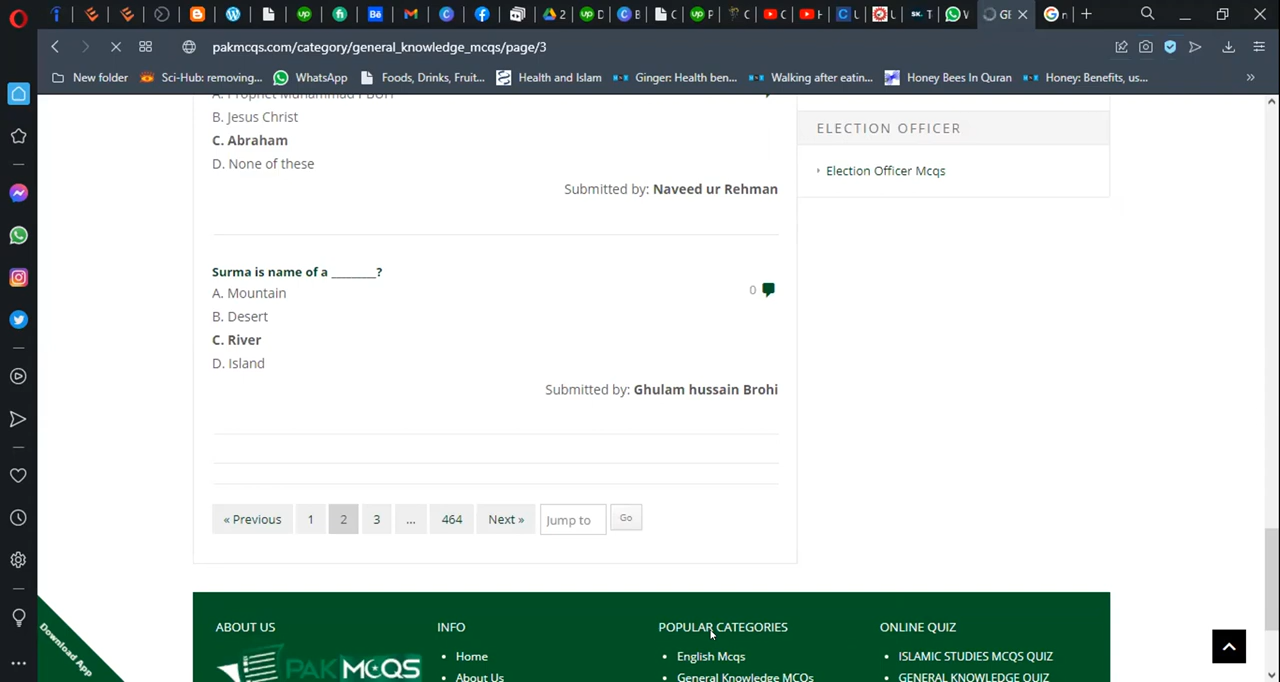 GE
pakmcqs.com/category/general_knowledge_mcqs/page/3
New folder
Sci-Hub: removing...
WhatsApp
Foods, Drinks, Fruit...
Health and Islam
Ginger: Health ben...
Walking after eatin...
Honey Bees In Quran
Honey: Benefits, us...
A. Prophet Muhammad PBUH
B. Jesus Christ
C. Abraham
D. None of these
Submitted by: Naveed ur Rehman
ELECTION OFFICER
Election Officer Mcqs
Surma is name of a ________?
0
A. Mountain
B. Desert
C. River
D. Island
Submitted by: Ghulam hussain Brohi
« Previous 1 2 3 ... 464 Next » Jump to Go
Download App
ABOUT US
PAKMCQS
INFO
Home
About Us
POPULAR CATEGORIES
English Mcqs
General Knowledge MCQs
ONLINE QUIZ
ISLAMIC STUDIES MCQS QUIZ
GENERAL KNOWLEDGE QUIZ